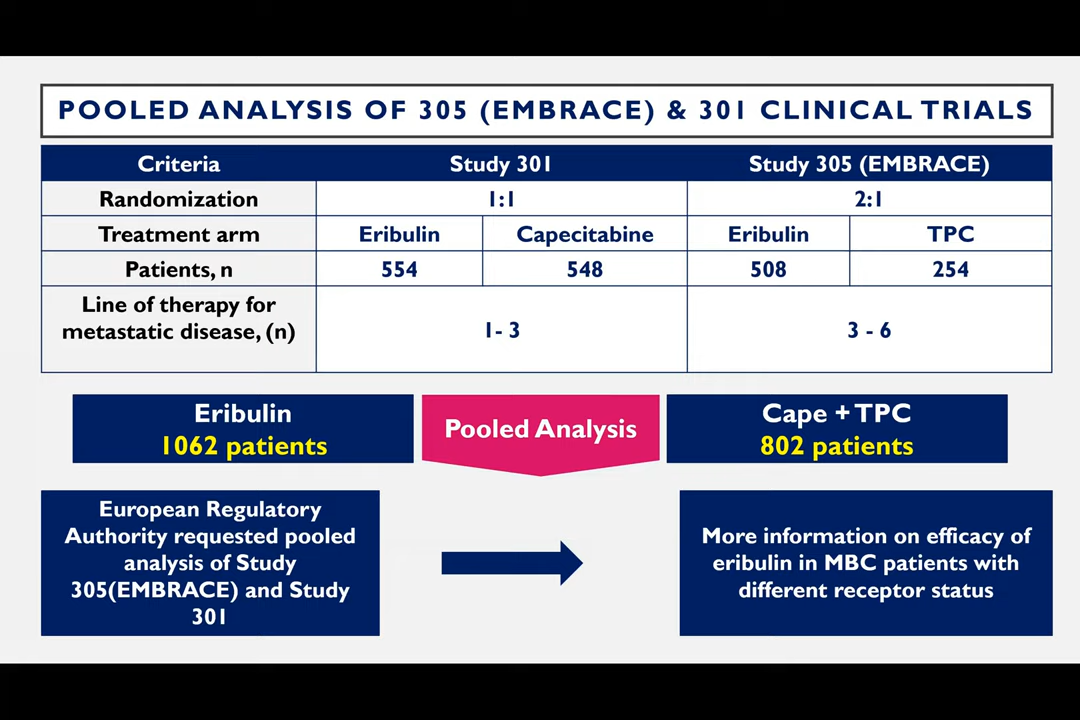 POOLED ANALYSIS OF 305 (EMBRACE) & 301 CLINICAL TRIALS
Criteria Study 301 Study 305 (EMBRACE)
Randomization 1:1 2:1
Treatment arm Eribulin Capecitabine Eribulin TPC
Patients, n 554 548 508 254
Line of therapy for
metastatic disease, (n) 1- 3 3 - 6
Eribulin
1062 patients
Pooled Analysis
Cape + TPC
802 patients
European Regulatory
Authority requested pooled
analysis of Study
305(EMBRACE) and Study
301
More information on efficacy of
eribulin in MBC patients with
different receptor status